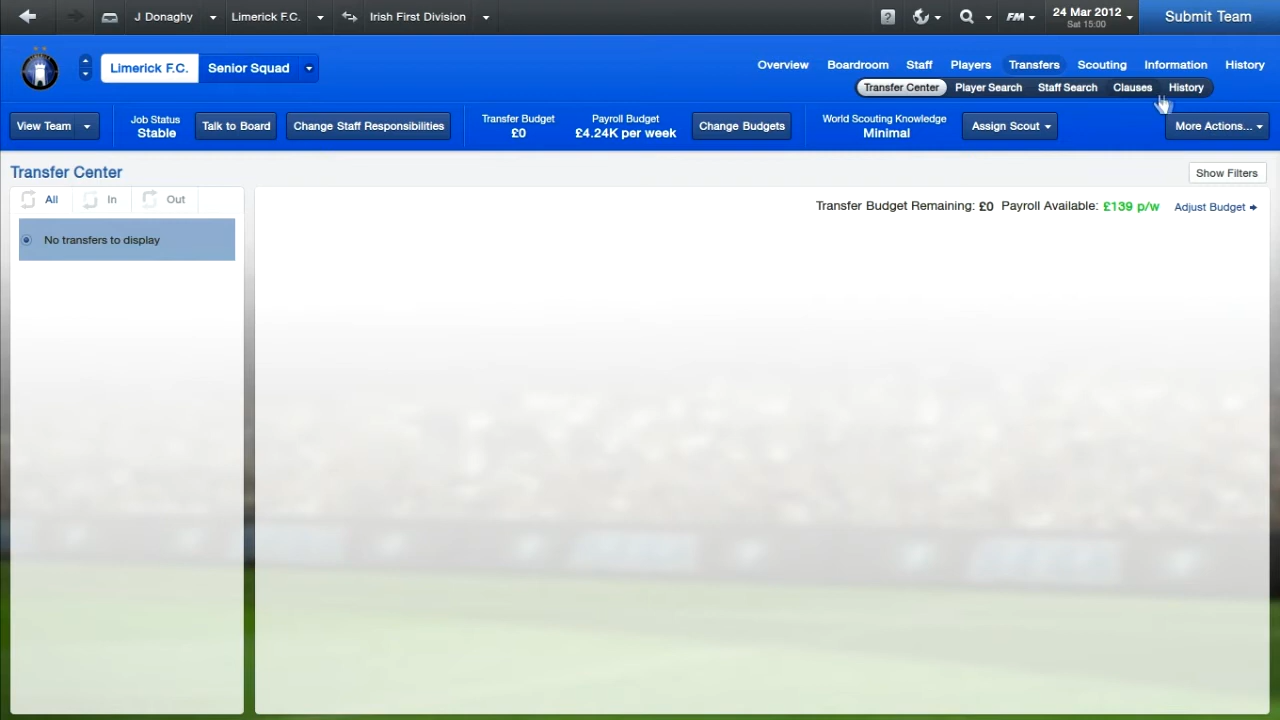 J Donaghy Limerick F.C. Irish First Division ? FM 24 Mar 2012 Submit Team
Sat 15:00
Limerick F.C. Senior Squad Overview Boardroom Staff Players Transfers Scouting Information History
Transfer Center Player Search Staff Search Clauses History
View Team Job Status Talk to Board Change Staff Responsibilities Transfer Budget Payroll Budget Change Budgets World Scouting Knowledge Assign Scout More Actions...
Stable £0 £4.24K per week Minimal
Transfer Center Show Filters
All In Out Transfer Budget Remaining: £0 Payroll Available: £139 p/w Adjust Budget
No transfers to display